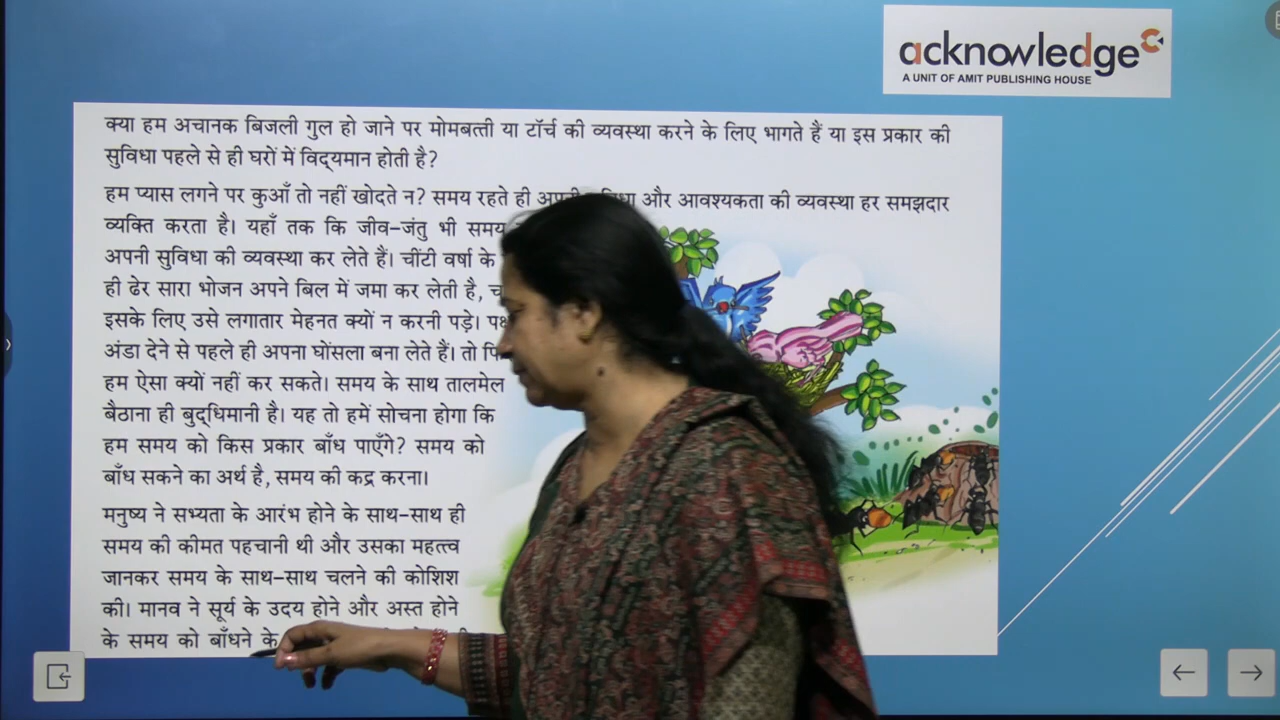 acknowledge
A UNIT OF AMIT PUBLISHING HOUSE
क्या हम अचानक बिजली गुल हो जाने पर मोमबत्ती या टॉर्च की व्यवस्था करने के लिए भागते हैं या इस प्रकार की
सुविधा पहले से ही घरों में विद्‌यमान होती है?
हम प्यास लगने पर कुआँ तो नहीं खोदते न? समय रहते ही और आवश्यकता की व्यवस्था हर समझदार
व्यक्ति करता है। यहाँ तक कि जीव-जंतु भी समय
अपनी सुविधा की व्यवस्था कर लेते हैं। चींटी वर्षा के
ही ढेर सारा भोजन अपने बिल में जमा कर लेती है,
इसके लिए उसे लगातार मेहनत क्यों न करनी पड़े।
अंडा देने से पहले ही अपना घोंसला बना लेते हैं। तो
हम ऐसा क्यों नहीं कर सकते। समय के साथ तालमेल
बैठाना ही बुद्‌धिमानी है। यह तो हमें सोचना होगा कि
हम समय को किस प्रकार बाँध पाएँगे? समय को
बाँध सकने का अर्थ है, समय की कद्र करना।
मनुष्य ने सभ्यता के आरंभ होने के साथ-साथ ही
समय की कीमत पहचानी थी और उसका महत्त्व
जानकर समय के साथ-साथ चलने की कोशिश
की। मानव ने सूर्य के उदय होने और अस्त होने
के समय को बाँधने के